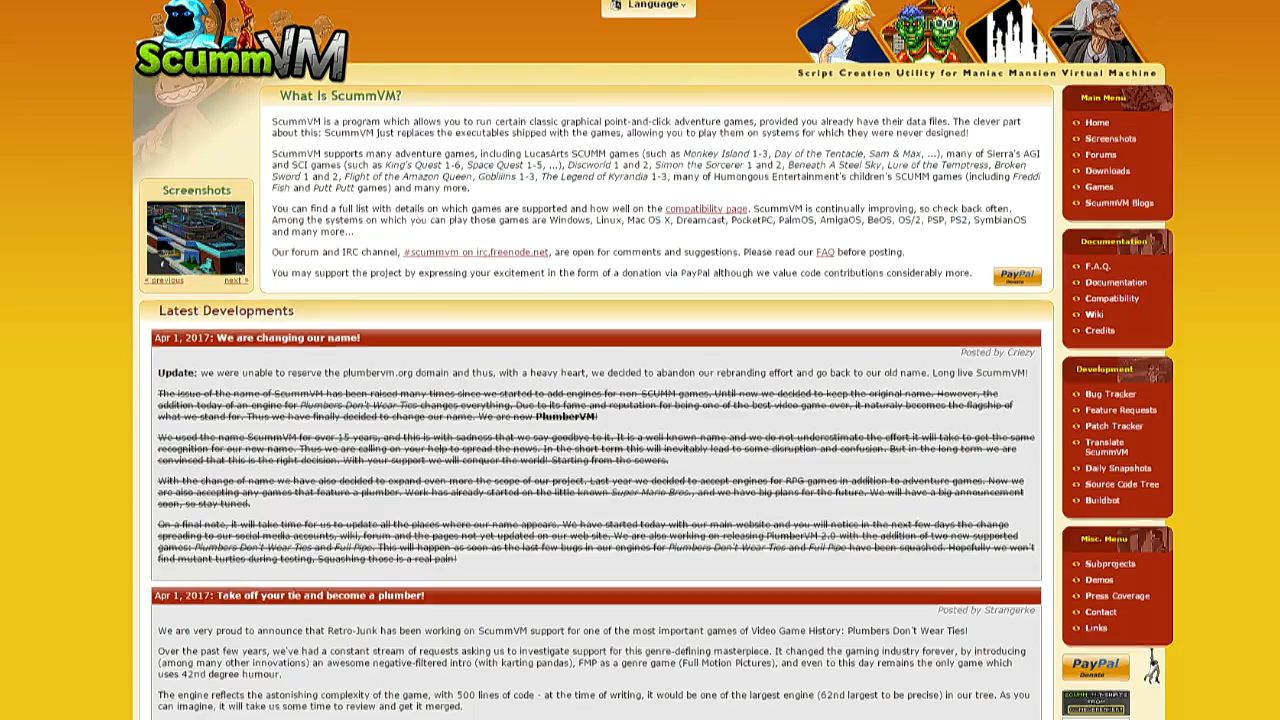 Language
ScummVM
Script Creation Utility for Maniac Mansion Virtual Machine
What Is ScummVM?
ScummVM is a program which allows you to run certain classic graphical point-and-click adventure games, provided you already have their data files. The clever part
about this: ScummVM just replaces the executables shipped with the games, allowing you to play them on systems for which they were never designed!
ScummVM supports many adventure games, including LucasArts SCUMM games (such as Monkey Island 1-3, Day of the Tentacle, Sam & Max, ...), many of Sierra's AGI
and SCI games (such as King's Quest 1-6, Space Quest 1-5, ...), Discworld 1 and 2, Simon the Sorcerer 1 and 2, Beneath A Steel Sky, Lure of the Temptress, Broken
Sword 1 and 2, Flight of the Amazon Queen, Gobliiins 1-3, The Legend of Kyrandia 1-3, many of Humongous Entertainment's children's SCUMM games (including Freddi
Fish and Putt Putt games) and many more.
You can find a full list with details on which games are supported and how well on the compatibility page. ScummVM is continually improving, so check back often.
Among the systems on which you can play those games are Windows, Linux, Mac OS X, Dreamcast, PocketPC, PalmOS, AmigaOS, BeOS, OS/2, PSP, PS2, SymbianOS
and many more...
Our forum and IRC channel, #scummvm on irc.freenode.net, are open for comments and suggestions. Please read our FAQ before posting.
You may support the project by expressing your excitement in the form of a donation via PayPal although we value code contributions considerably more.
PayPal
Donate
Screenshots
« previous
next »
Latest Developments
Apr 1, 2017: We are changing our name!
Posted by Criezy
Update: we were unable to reserve the plumbervm.org domain and thus, with a heavy heart, we decided to abandon our rebranding effort and go back to our old name. Long live ScummVM!
The issue of the name of ScummVM has been raised many times since we started to add engines for non-SCUMM games. Until now we decided to keep the original name. However, the
addition today of an engine for Plumbers Don't Wear Ties changes everything. Due to its fame and reputation for being one of the best video game over, it naturaly becomes the flagship of
what we stand for. Thus we have finally decided to change our name. We are now PlumberVM!
We used the name ScummVM for over 15 years, and this is with sadness that we say goodbye to it. It is a well known name and we do not underestimate the effort it will take to get the same
recognition for our new name. Thus we are calling on your help to spread the news. In the short term this will inevitably lead to some disruption and confusion. But in the long term we are
convinced that this is the right decision. With your support we will conquer the world! Starting from the sewers.
With the change of name we have also decided to expand even more the scope of our project. Last year we decided to accept engines for RPG games in addition to adventure games. Now we
are also accepting any games that feature a plumber. Work has already started on the little known Super Mario Bros., and we have big plans for the future. We will have a big announcement
soon, so stay tuned.
On a final note, it will take time for us to update all the places where our name appears. We have started today with our main website and you will notice in the next few days the change
spreading to our social media accounts, wiki, forum and the pages not yet updated on our web site. We are also working on releasing PlumberVM 2.0 with the addition of two new supported
games: Plumbers Don't Wear Ties and Full Pipe. This will happen as soon as the last few bugs in our engines for Plumbers Don't Wear Ties and Full Pipe have been squashed. Hopefully we won't
find mutant turtles during testing. Squashing those is a real pain!
Apr 1, 2017: Take off your tie and become a plumber!
Posted by Strangerke
We are very proud to announce that Retro-Junk has been working on ScummVM support for one of the most important games of Video Game History: Plumbers Don't Wear Ties!
Over the past few years, we've had a constant stream of requests asking us to investigate support for this genre-defining masterpiece. It changed the gaming industry forever, by introducing
(among many other innovations) an awesome negative-filtered intro (with karting pandas), FMP as a genre game (Full Motion Pictures), and even to this day remains the only game which
uses 42nd degree humour.
The engine reflects the astonishing complexity of the game, with 500 lines of code - at the time of writing, it would be one of the largest engine (62nd largest to be precise) in our tree. As you
can imagine, it will take us some time to review and get it merged.
Main Menu
Home
Screenshots
Forums
Downloads
Games
ScummVM Blogs
Documentation
F.A.Q.
Documentation
Compatibility
Wiki
Credits
Development
Bug Tracker
Feature Requests
Patch Tracker
Translate
ScummVM
Daily Snapshots
Source Code Tree
Buildbot
Misc. Menu
Subprojects
Demos
Press Coverage
Contact
Links
PayPal
Donate